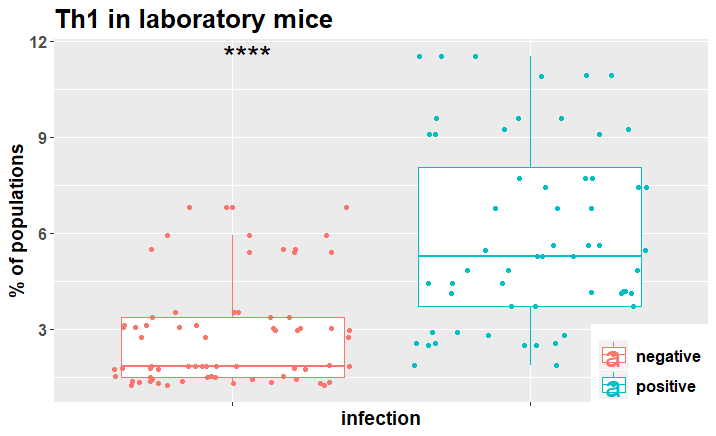 Th1 in laboratory mice
12
****
9
6
3
% of populations
infection
a negative
a positive